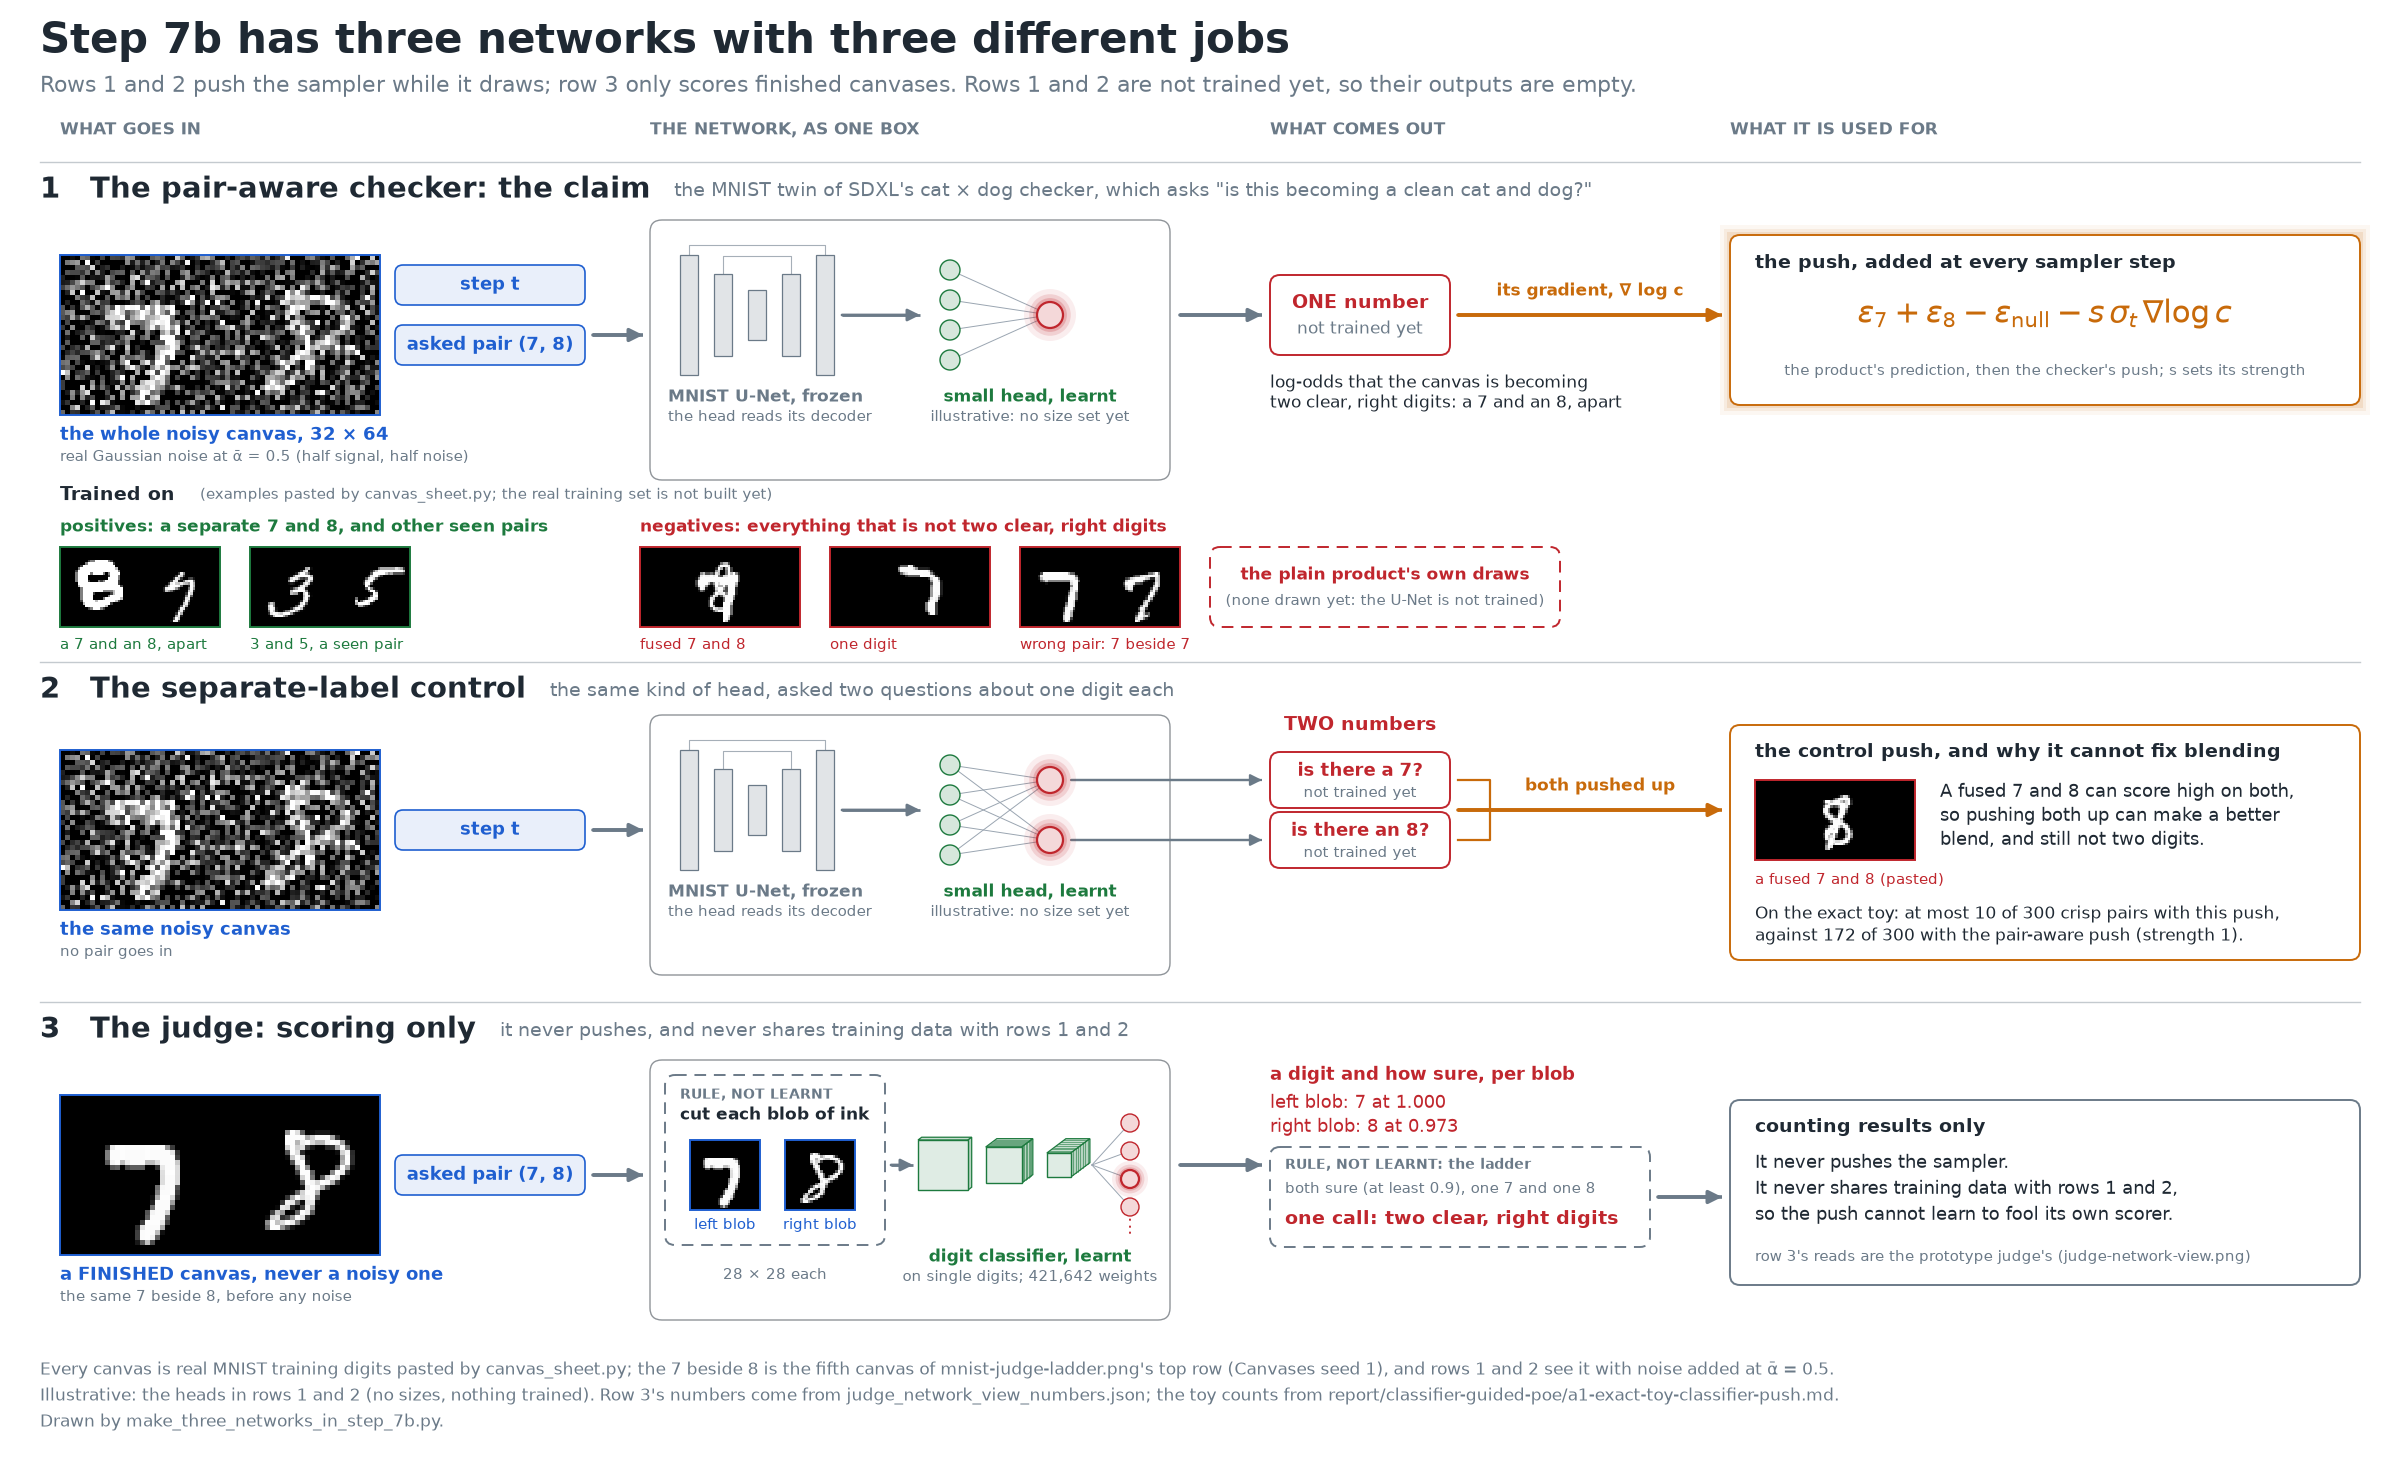 Step 7b has three networks with three different jobs
Rows 1 and 2 push the sampler while it draws; row 3 only scores finished canvases. Rows 1 and 2 are not trained yet, so their outputs are empty.
WHAT GOES IN
THE NETWORK, AS ONE BOX
WHAT COMES OUT
WHAT IT IS USED FOR
1 The pair-aware checker: the claim
the MNIST twin of SDXL's cat × dog checker, which asks "is this becoming a clean cat and dog?"
step t
asked pair (7, 8)
the whole noisy canvas, 32 × 64
real Gaussian noise at ᾱ = 0.5 (half signal, half noise)
MNIST U-Net, frozen
the head reads its decoder
small head, learnt
illustrative: no size set yet
ONE number
not trained yet
log-odds that the canvas is becoming
two clear, right digits: a 7 and an 8, apart
its gradient, ∇ log c
the push, added at every sampler step
ε₇ + ε₈ − ε_null − s σ_t ∇log c
the product's prediction, then the checker's push; s sets its strength
Trained on (examples pasted by canvas_sheet.py; the real training set is not built yet)
positives: a separate 7 and 8, and other seen pairs
negatives: everything that is not two clear, right digits
a 7 and an 8, apart
3 and 5, a seen pair
fused 7 and 8
one digit
wrong pair: 7 beside 7
the plain product's own draws
(none drawn yet: the U-Net is not trained)
2 The separate-label control
the same kind of head, asked two questions about one digit each
step t
the same noisy canvas
no pair goes in
MNIST U-Net, frozen
the head reads its decoder
small head, learnt
illustrative: no size set yet
TWO numbers
is there a 7?
not trained yet
is there an 8?
not trained yet
both pushed up
the control push, and why it cannot fix blending
A fused 7 and 8 can score high on both,
so pushing both up can make a better
blend, and still not two digits.
a fused 7 and 8 (pasted)
On the exact toy: at most 10 of 300 crisp pairs with this push,
against 172 of 300 with the pair-aware push (strength 1).
3 The judge: scoring only
it never pushes, and never shares training data with rows 1 and 2
asked pair (7, 8)
a FINISHED canvas, never a noisy one
the same 7 beside 8, before any noise
RULE, NOT LEARNT
cut each blob of ink
left blob
right blob
28 × 28 each
digit classifier, learnt
on single digits; 421,642 weights
a digit and how sure, per blob
left blob: 7 at 1.000
right blob: 8 at 0.973
RULE, NOT LEARNT: the ladder
both sure (at least 0.9), one 7 and one 8
one call: two clear, right digits
counting results only
It never pushes the sampler.
It never shares training data with rows 1 and 2,
so the push cannot learn to fool its own scorer.
row 3's reads are the prototype judge's (judge-network-view.png)
Every canvas is real MNIST training digits pasted by canvas_sheet.py; the 7 beside 8 is the fifth canvas of mnist-judge-ladder.png's top row (Canvases seed 1), and rows 1 and 2 see it with noise added at ᾱ = 0.5.
Illustrative: the heads in rows 1 and 2 (no sizes, nothing trained). Row 3's numbers come from judge_network_view_numbers.json; the toy counts from report/classifier-guided-poe/a1-exact-toy-classifier-push.md.
Drawn by make_three_networks_in_step_7b.py.